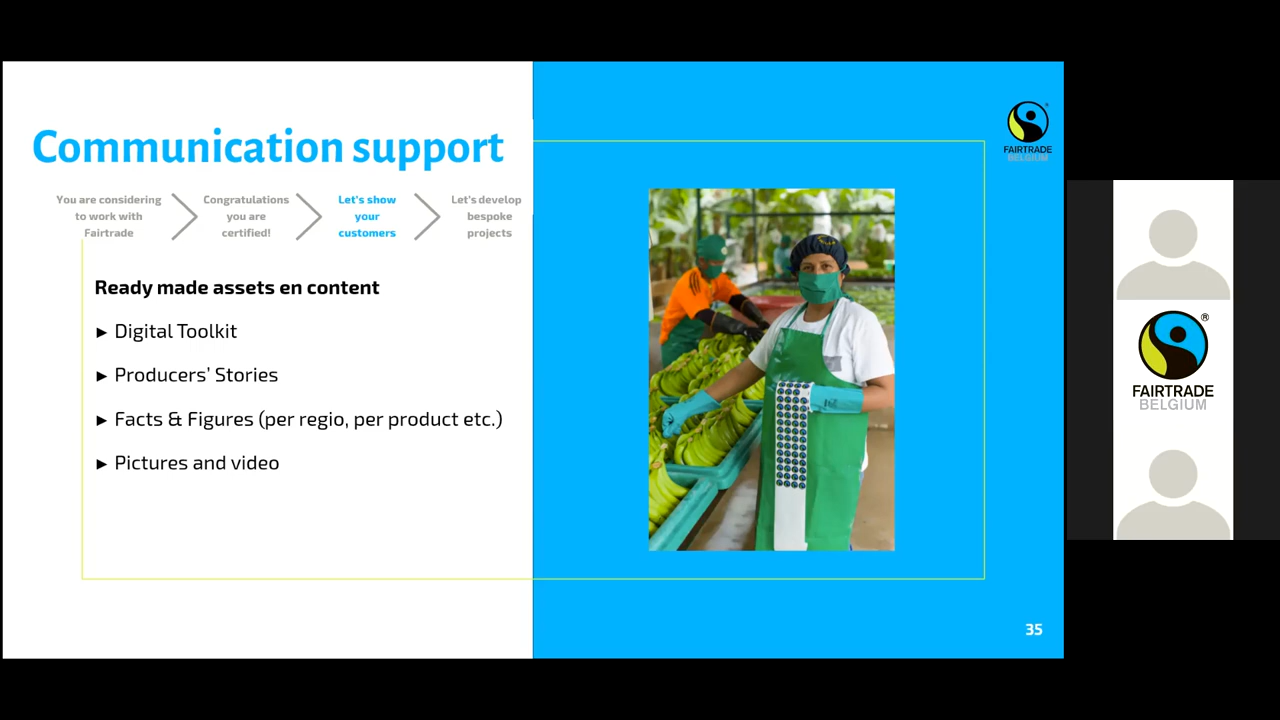 Communication support
You are considering
to work with
Fairtrade
Congratulations
you are
certified!
Let's show
your
customers
Let's develop
bespoke
projects
Ready made assets en content
► Digital Toolkit
► Producers' Stories
► Facts & Figures (per regio, per product etc.)
► Pictures and video
FAIRTRADE
BELGIUM
35
®
FAIRTRADE
BELGIUM